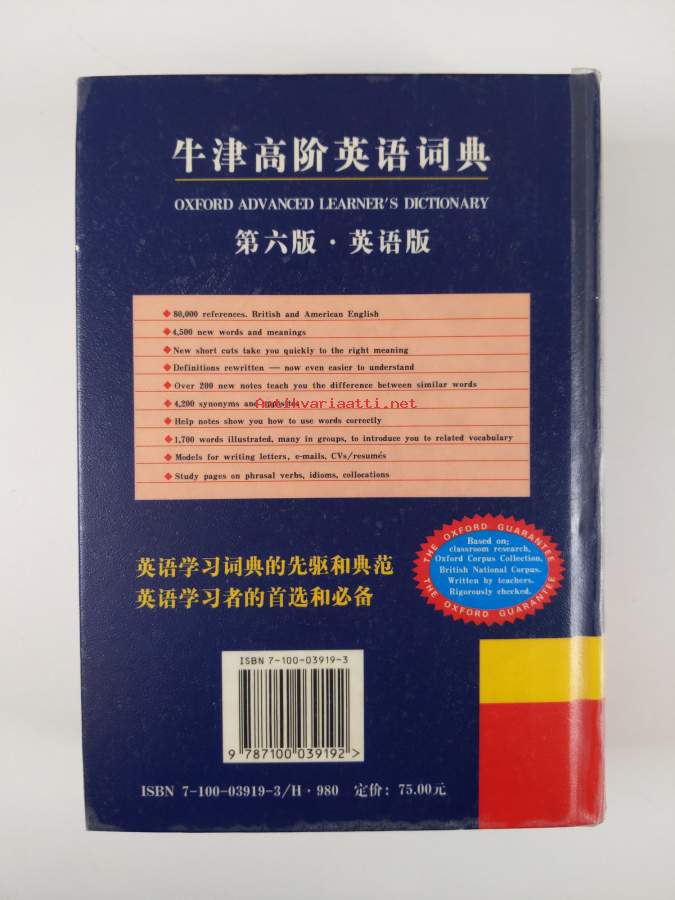 牛津高阶英语词典
OXFORD ADVANCED LEARNER'S DICTIONARY
第六版·英语版
◆80,000 references. British and American English
◆4,500 new words and meanings
◆New short cuts take you quickly to the right meaning
◆Definitions rewritten — now even easier to understand
◆Over 200 new notes teach you the difference between similar words
◆4,200 synonyms and
Antikvariaatti.net
◆Help notes show you how to use words correctly
◆1,700 words illustrated, many in groups, to introduce you to related vocabulary
◆Models for writing letters, e-mails, CVs/resumés
◆Study pages on phrasal verbs, idioms, collocations
THE OXFORD GUARANTEE
Based on:
classroom research,
Oxford Corpus Collection,
British National Corpus.
Written by teachers.
Rigorously checked.
THE OXFORD GUARANTEE
英语学习词典的先驱和典范
英语学习者的首选和必备
ISBN 7-100-03919-3
9 787100 039192>
ISBN 7-100-03919-3/H·980 定价: 75.00元